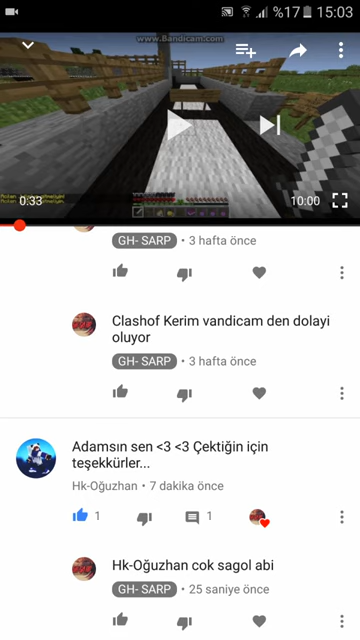 %17 15:03
www.Bandicam.com
0:33
10:00
GH- SARP • 3 hafta önce
Clashof Kerim vandicam den dolayi
oluyor
GH- SARP • 3 hafta önce
Adamsın sen <3 <3 Çektiğin için
teşekkürler...
Hk-Oğuzhan • 7 dakika önce
1
1
Hk-Oğuzhan cok sagol abi
GH- SARP • 25 saniye önce